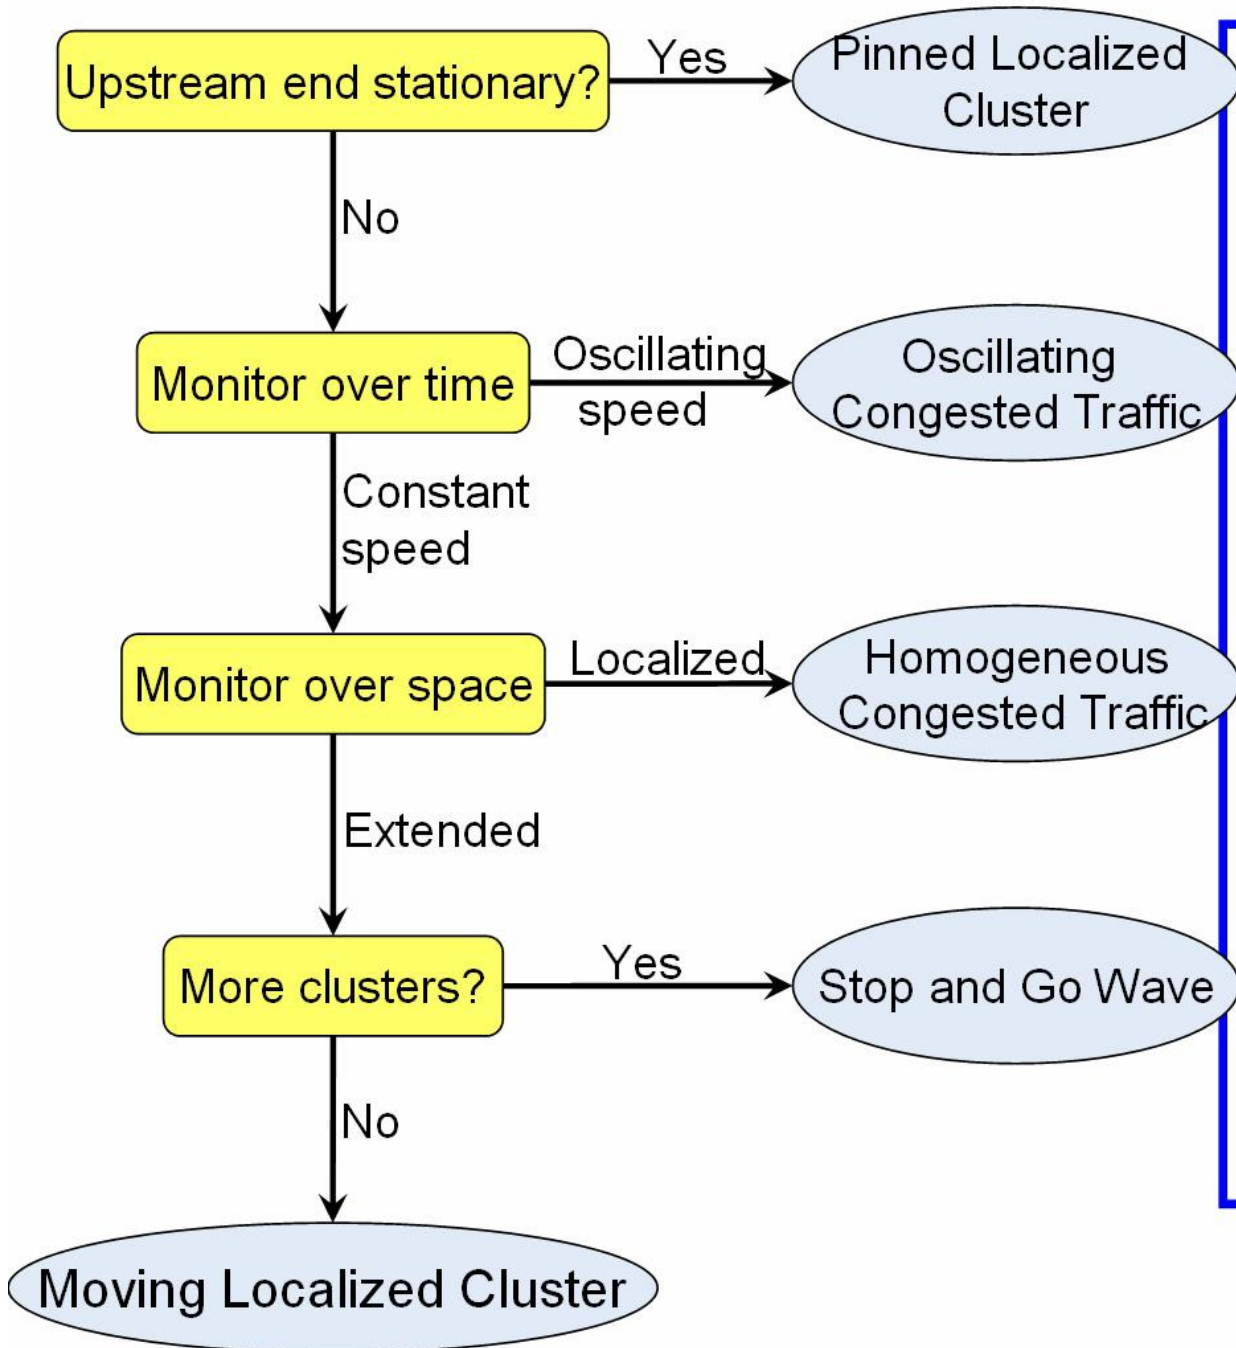 Upstream end stationary?
Yes
Pinned Localized
Cluster
No
Monitor over time
Oscillating
speed
Oscillating
Congested Traffic
Constant
speed
Monitor over space
Localized
Homogeneous
Congested Traffic
Extended
More clusters?
Yes
Stop and Go Wave
No
Moving Localized Cluster